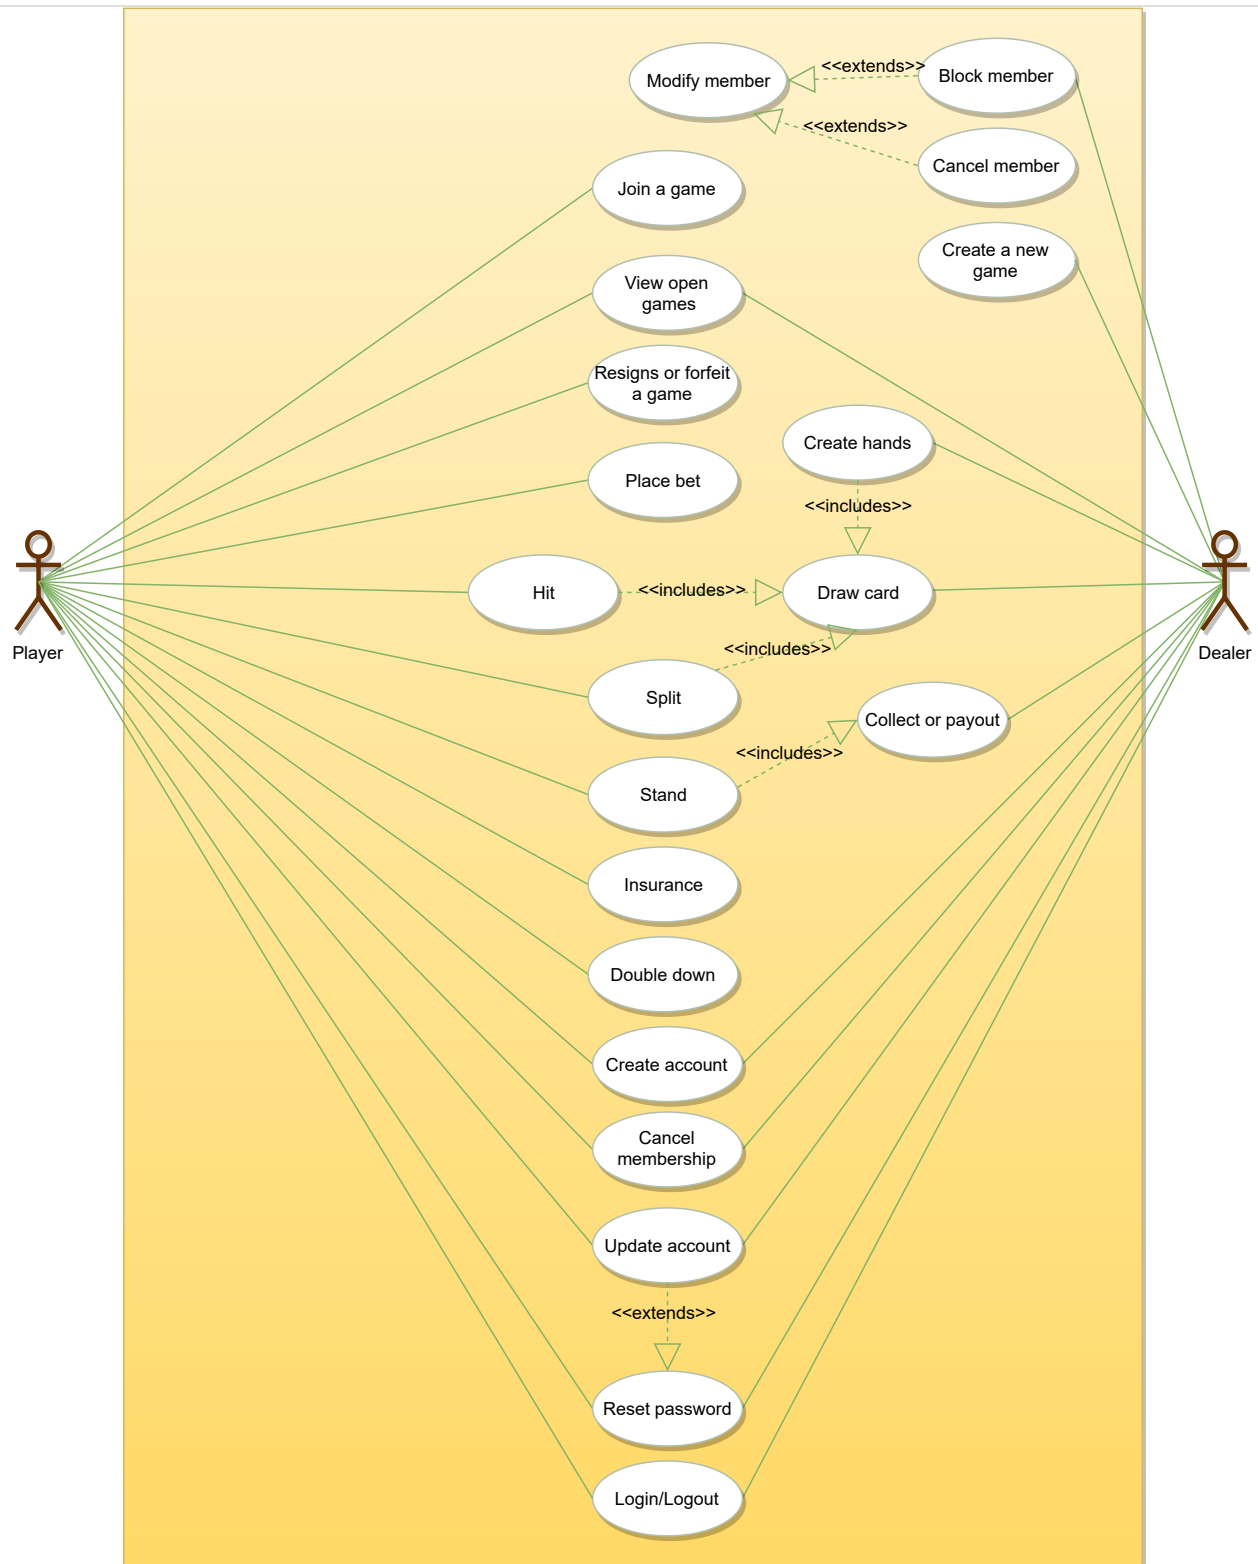 Modify member
<<extends>>
Block member
<<extends>>
Cancel member
Join a game
Create a new
game
View open
games
Resigns or forfeit
a game
Create hands
Place bet
<<includes>>
Hit
<<includes>>
Draw card
Player
Dealer
<<includes>>
Split
Collect or payout
<<includes>>
Stand
Insurance
Double down
Create account
Cancel
membership
Update account
<<extends>>
Reset password
Login/Logout